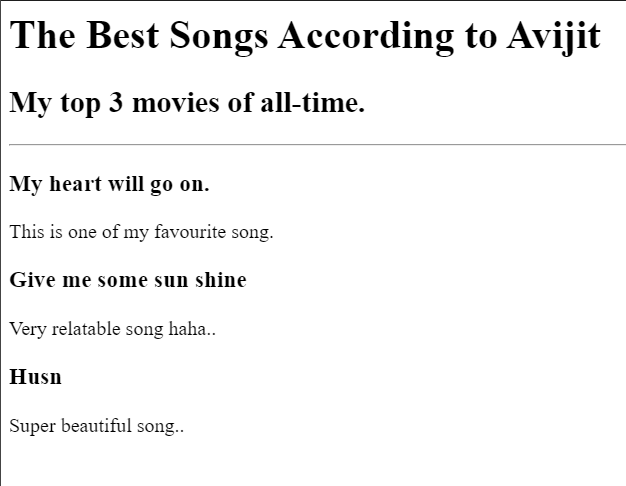 The Best Songs According to Avijit
My top 3 movies of all-time.
My heart will go on.
This is one of my favourite song.
Give me some sun shine
Very relatable song haha..
Husn
Super beautiful song..